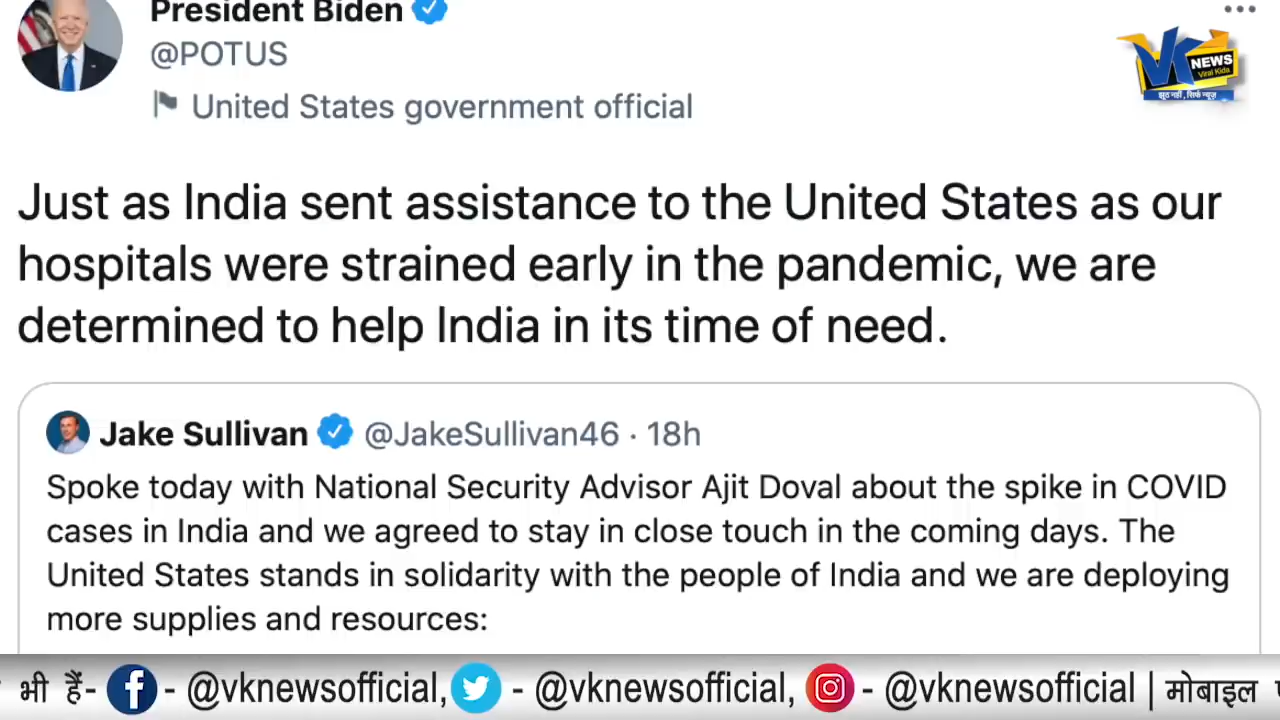 President Biden
@POTUS
United States government official
VK NEWS
Viral Kida
झूठ नहीं, सिर्फ न्यूज़
Just as India sent assistance to the United States as our
hospitals were strained early in the pandemic, we are
determined to help India in its time of need.
Jake Sullivan @JakeSullivan46 · 18h
Spoke today with National Security Advisor Ajit Doval about the spike in COVID
cases in India and we agreed to stay in close touch in the coming days. The
United States stands in solidarity with the people of India and we are deploying
more supplies and resources:
भी हैं- - @vknewsofficial, - @vknewsofficial, - @vknewsofficial | मोबाइल